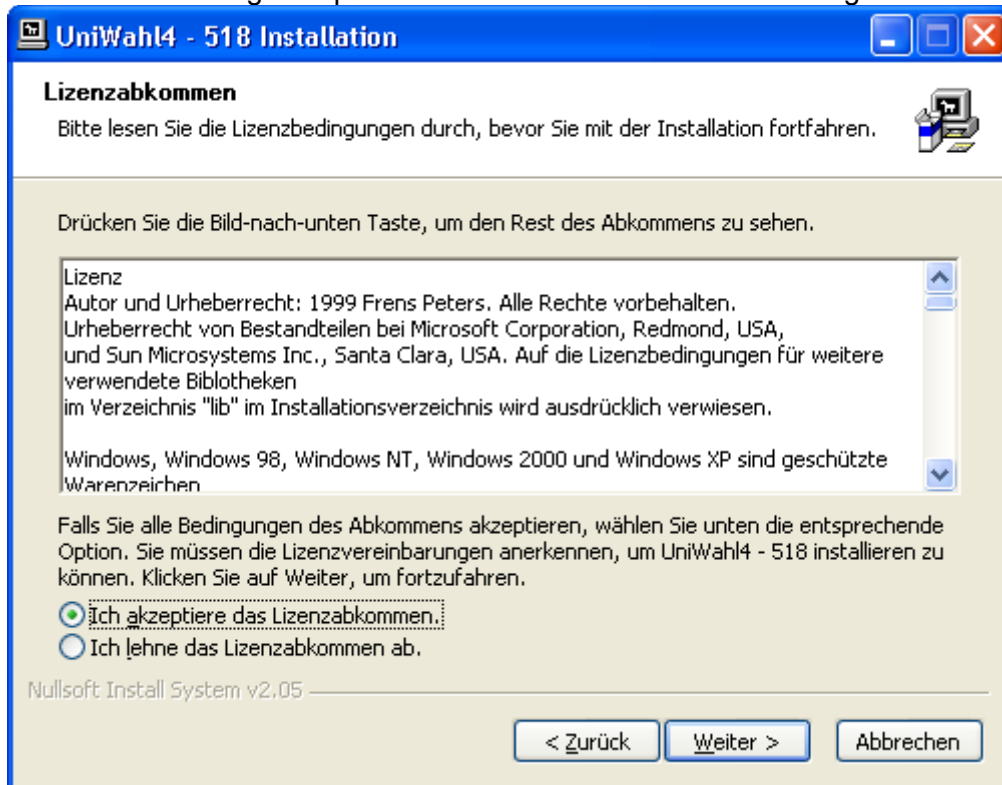 UniWahl4 - 518 Installation
Lizenzabkommen
Bitte lesen Sie die Lizenzbedingungen durch, bevor Sie mit der Installation fortfahren.
Drücken Sie die Bild-nach-unten Taste, um den Rest des Abkommens zu sehen.
Lizenz
Autor und Urheberrecht: 1999 Frens Peters. Alle Rechte vorbehalten.
Urheberrecht von Bestandteilen bei Microsoft Corporation, Redmond, USA,
und Sun Microsystems Inc., Santa Clara, USA. Auf die Lizenzbedingungen für weitere
verwendete Biblotheken
im Verzeichnis "lib" im Installationsverzeichnis wird ausdrücklich verwiesen.
Windows, Windows 98, Windows NT, Windows 2000 und Windows XP sind geschützte
Warenzeichen
Falls Sie alle Bedingungen des Abkommens akzeptieren, wählen Sie unten die entsprechende
Option. Sie müssen die Lizenzvereinbarungen anerkennen, um UniWahl4 - 518 installieren zu
können. Klicken Sie auf Weiter, um fortzufahren.
Ich akzeptiere das Lizenzabkommen.
Ich lehne das Lizenzabkommen ab.
Nullsoft Install System v2.05
< Zurück Weiter > Abbrechen